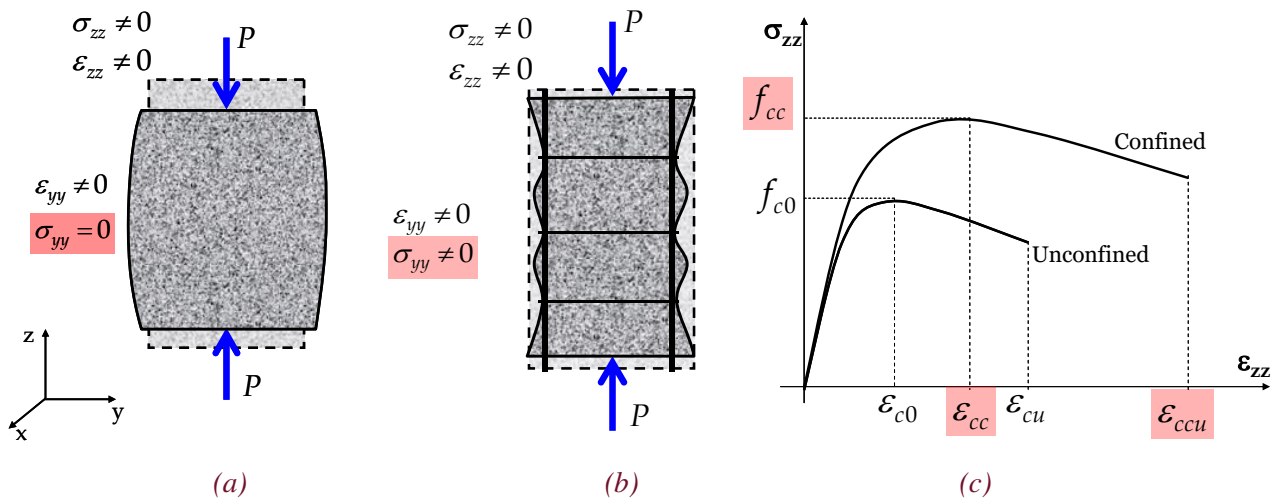 σzz ≠ 0
εzz ≠ 0
P
εyy ≠ 0
σyy = 0
P
z
y
x
(a)
σzz ≠ 0
εzz ≠ 0
P
εyy ≠ 0
σyy ≠ 0
P
(b)
σzz
fcc
Confined
fc0
Unconfined
εzz
εc0
εcc
εcu
εccu
(c)